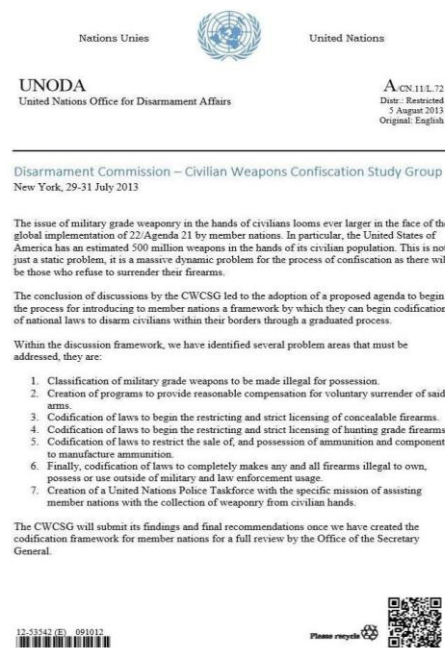 Nations Unies
United Nations
UNODA
United Nations Office for Disarmament Affairs
A/CN.11/L.72
Distr.: Restricted
5 August 2013
Original: English
Disarmament Commission – Civilian Weapons Confiscation Study Group
New York, 29-31 July 2013
The issue of military grade weaponry in the hands of civilians looms ever larger in the face of the
global implementation of 22/Agenda 21 by member nations. In particular, the United States of
America has an estimated 500 million weapons in the hands of its civilian population. This is not
just a static problem, it is a massive dynamic problem for the process of confiscation as there wil
be those who refuse to surrender their firearms.
The conclusion of discussions by the CWCSG led to the adoption of a proposed agenda to begin
the process for introducing to member nations a framework by which they can begin codification
of national laws to disarm civilians within their borders through a graduated process.
Within the discussion framework, we have identified several problem areas that must be
addressed, they are:
1. Classification of military grade weapons to be made illegal for possession.
2. Creation of programs to provide reasonable compensation for voluntary surrender of said
arms.
3. Codification of laws to begin the restricting and strict licensing of concealable firearms.
4. Codification of laws to begin the restricting and strict licensing of hunting grade firearms
5. Codification of laws to restrict the sale of, and possession of ammunition and component
to manufacture ammunition.
6. Finally, codification of laws to completely makes any and all firearms illegal to own,
possess or use outside of military and law enforcement usage.
7. Creation of a United Nations Police Taskforce with the specific mission of assisting
member nations with the collection of weaponry from civilian hands.
The CWCSG will submit its findings and final recommendations once we have created the
codification framework for member nations for a full review by the Office of the Secretary
General.
12-53542 (E) 091012
Please recycle